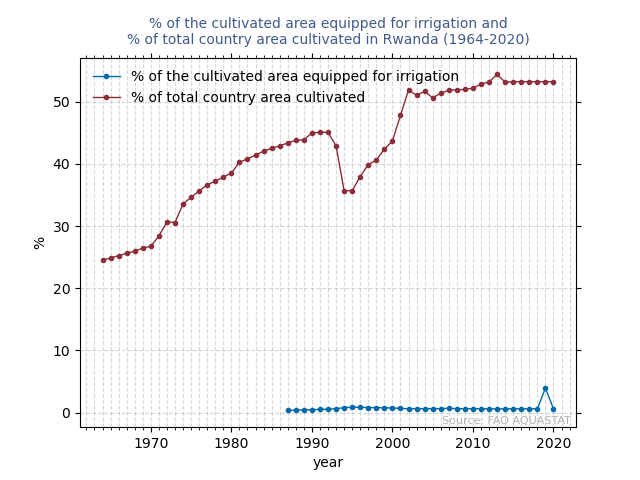 % of the cultivated area equipped for irrigation and
% of total country area cultivated in Rwanda (1964-2020)
% of the cultivated area equipped for irrigation
% of total country area cultivated
50
40
30
20
10
0
%
Source: FAO AQUASTAT
1970 1980 1990 2000 2010 2020
year